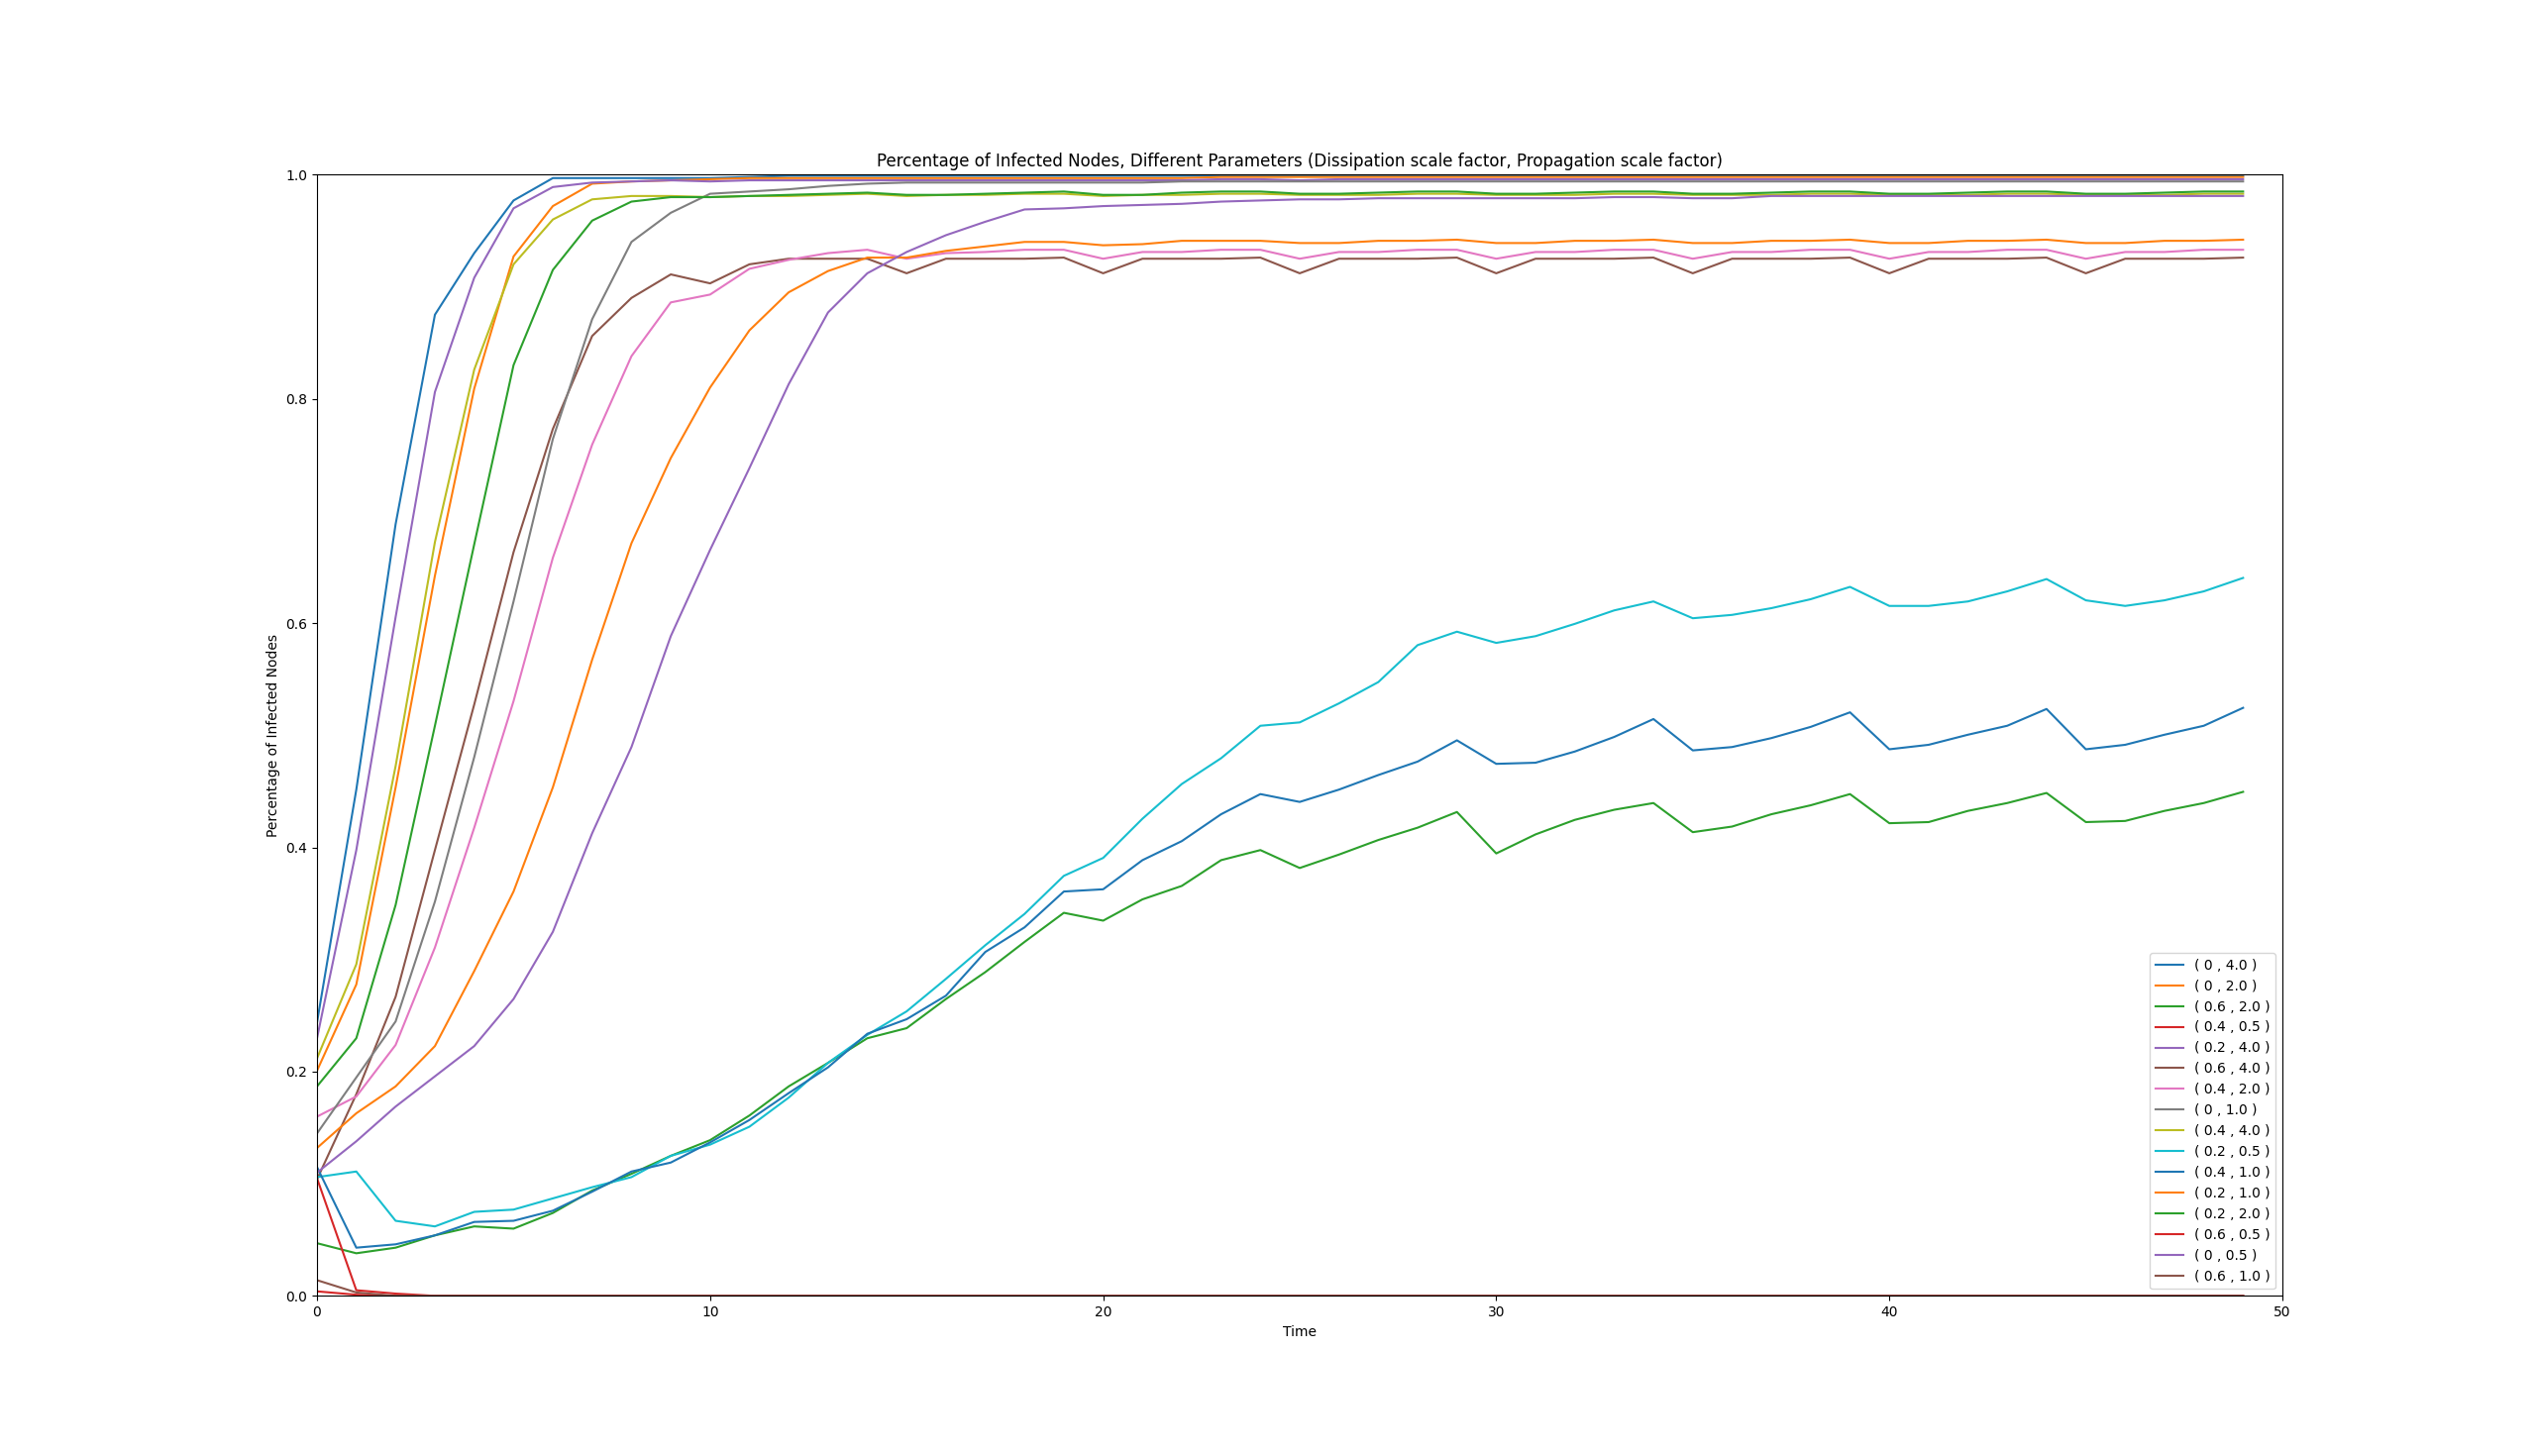 Percentage of Infected Nodes, Different Parameters (Dissipation scale factor, Propagation scale factor)
1.0
0.8
0.6
0.4
0.2
0.0
Percentage of Infected Nodes
0
10
20
30
40
50
Time
( 0 , 4.0 )
( 0 , 2.0 )
( 0.6 , 2.0 )
( 0.4 , 0.5 )
( 0.2 , 4.0 )
( 0.6 , 4.0 )
( 0.4 , 2.0 )
( 0 , 1.0 )
( 0.4 , 4.0 )
( 0.2 , 0.5 )
( 0.4 , 1.0 )
( 0.2 , 1.0 )
( 0.2 , 2.0 )
( 0.6 , 0.5 )
( 0 , 0.5 )
( 0.6 , 1.0 )